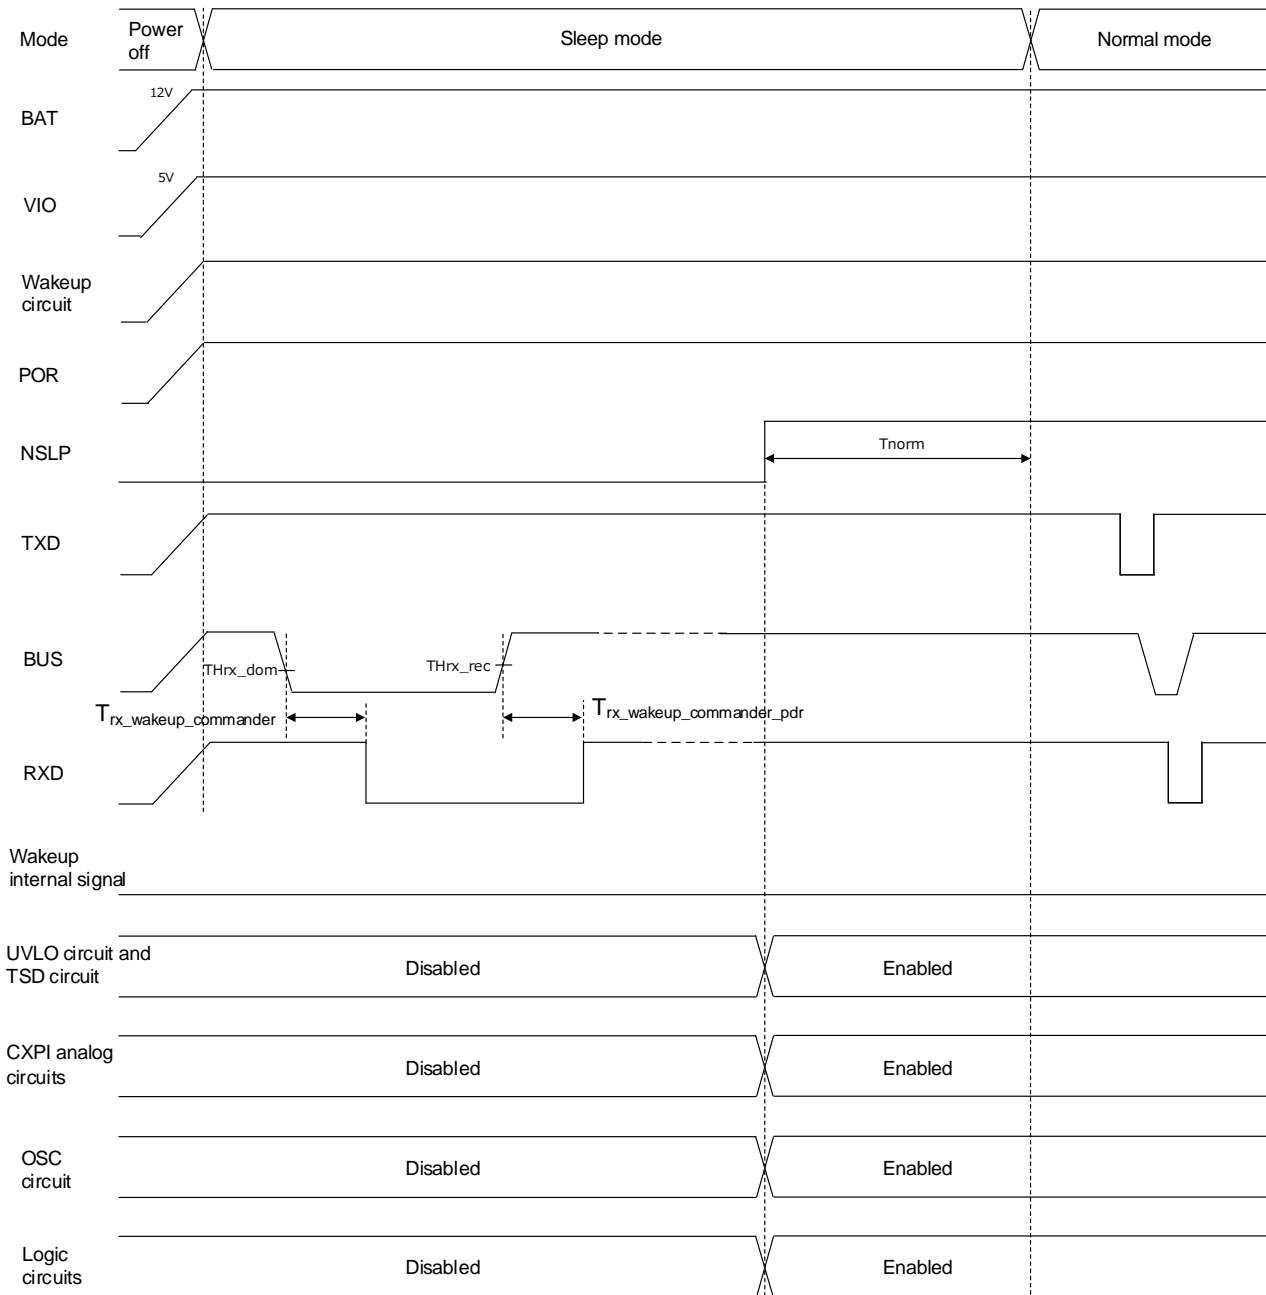 Mode
Power
off
Sleep mode
Normal mode
12V
BAT
5V
VIO
Wakeup
circuit
POR
NSLP
Tnorm
TXD
BUS
THrx_dom
THrx_rec
Trx_wakeup_commander
Trx_wakeup_commander_pdr
RXD
Wakeup
internal signal
UVLO circuit and
TSD circuit
Disabled
Enabled
CXPI analog
circuits
Disabled
Enabled
OSC
circuit
Disabled
Enabled
Logic
circuits
Disabled
Enabled